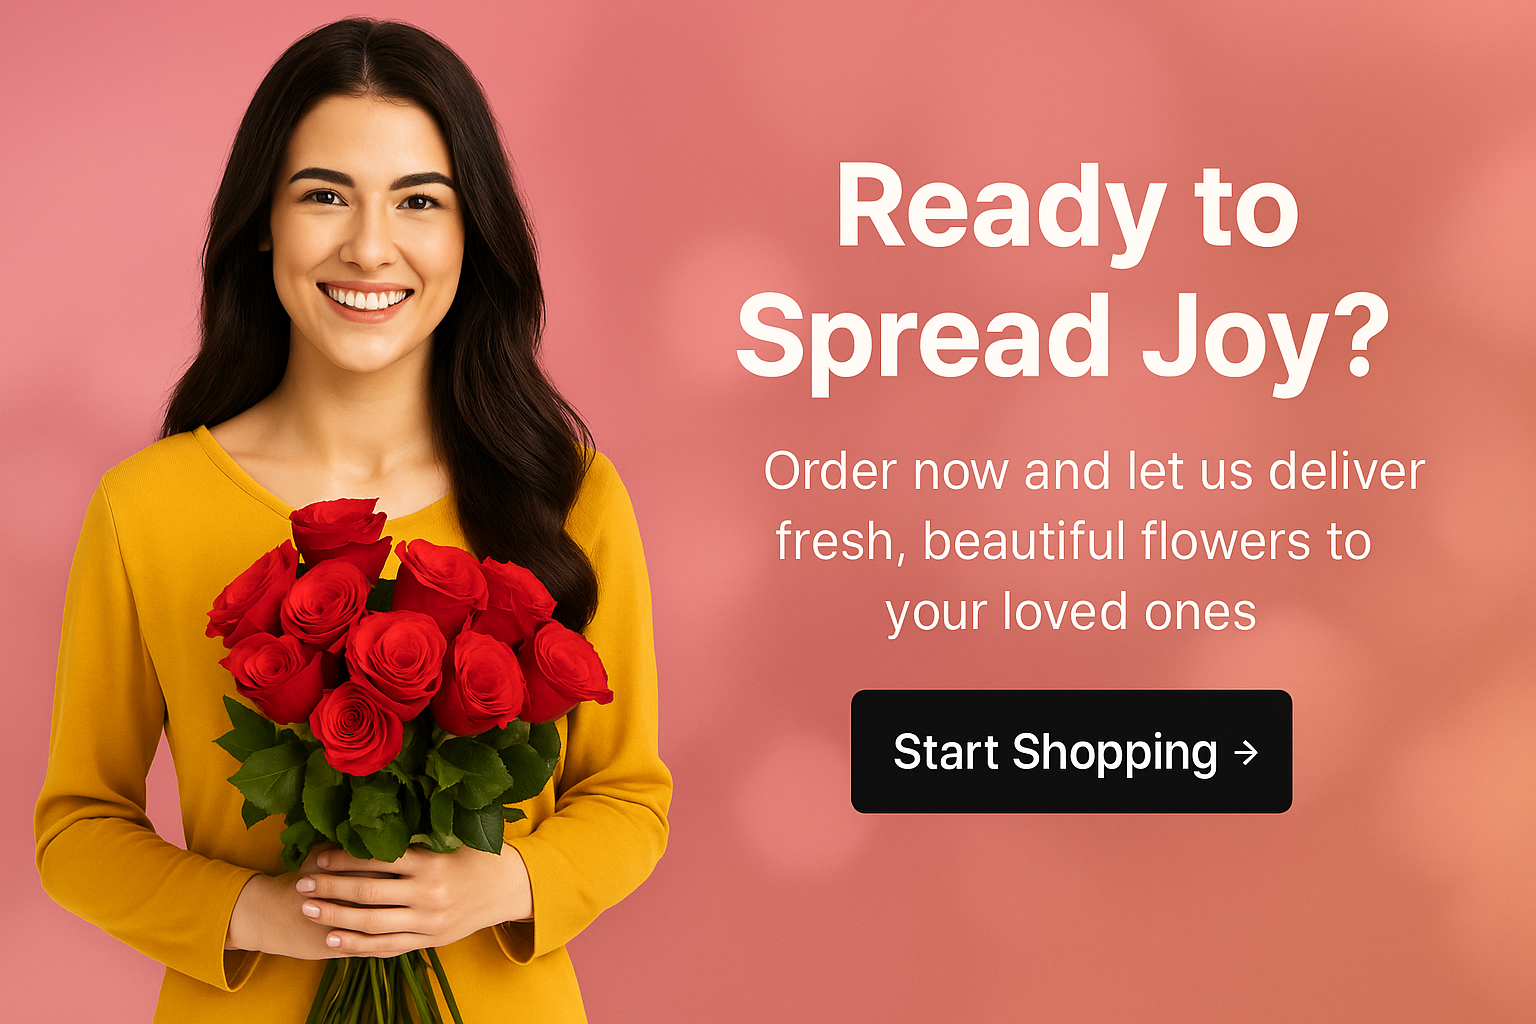 Ready to
Spread Joy?
Order now and let us deliver
fresh, beautiful flowers to
your loved ones
Start Shopping →